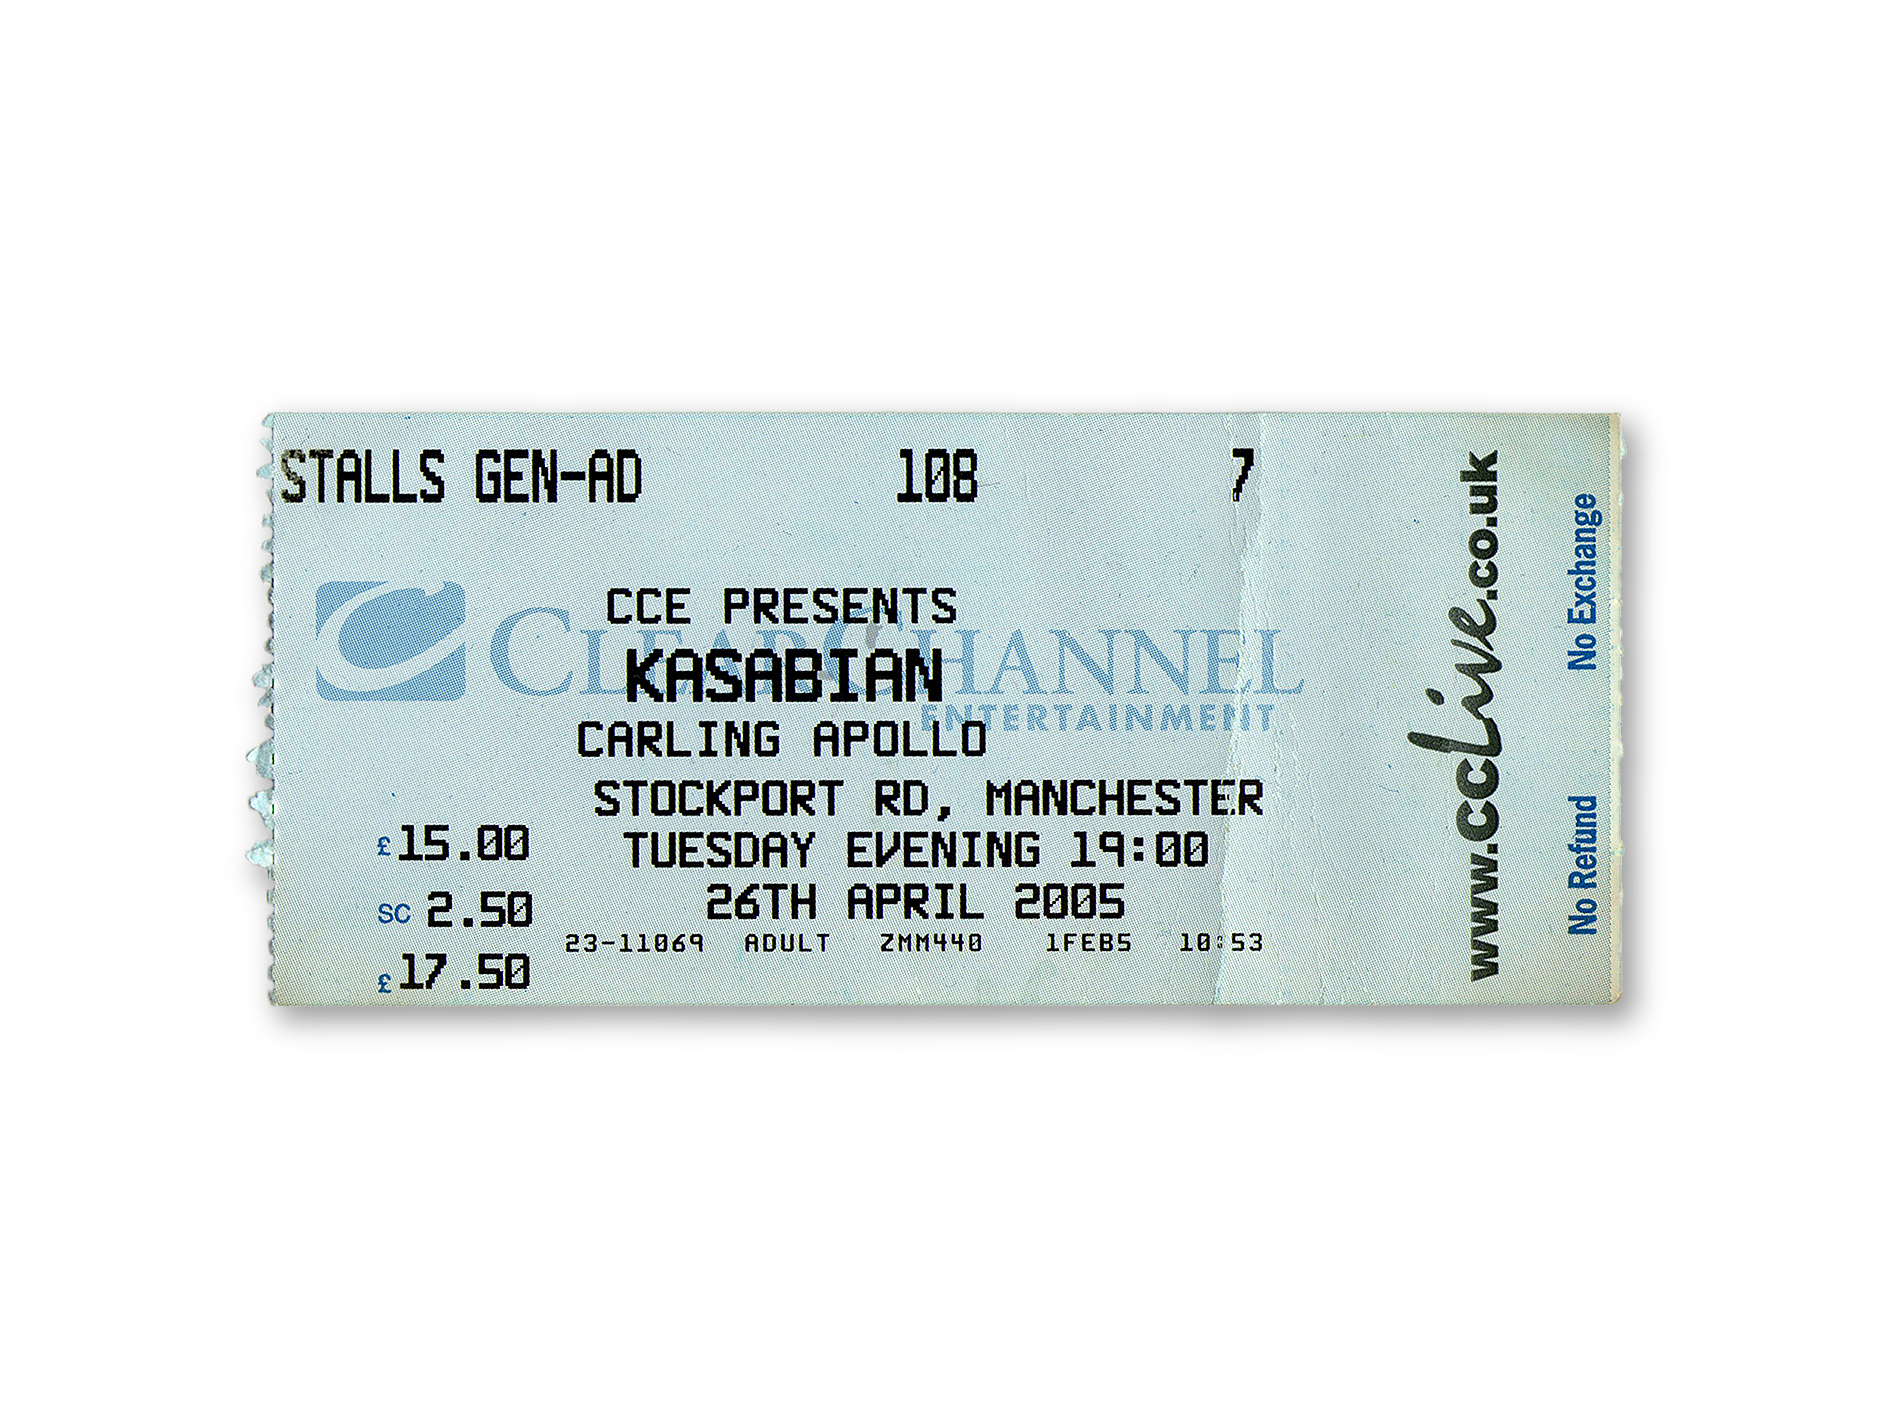 STALLS GEN-AD 108 7
CCE PRESENTS
CLEARCHANNEL
KASABIAN
ENTERTAINMENT
CARLING APOLLO
STOCKPORT RD, MANCHESTER
£15.00
TUESDAY EVENING 19:00
SC 2.50
26TH APRIL 2005
23-11069 ADULT ZMM440 1FEB5 10:53
£17.50
www.ccLive.co.uk
No Refund No Exchange